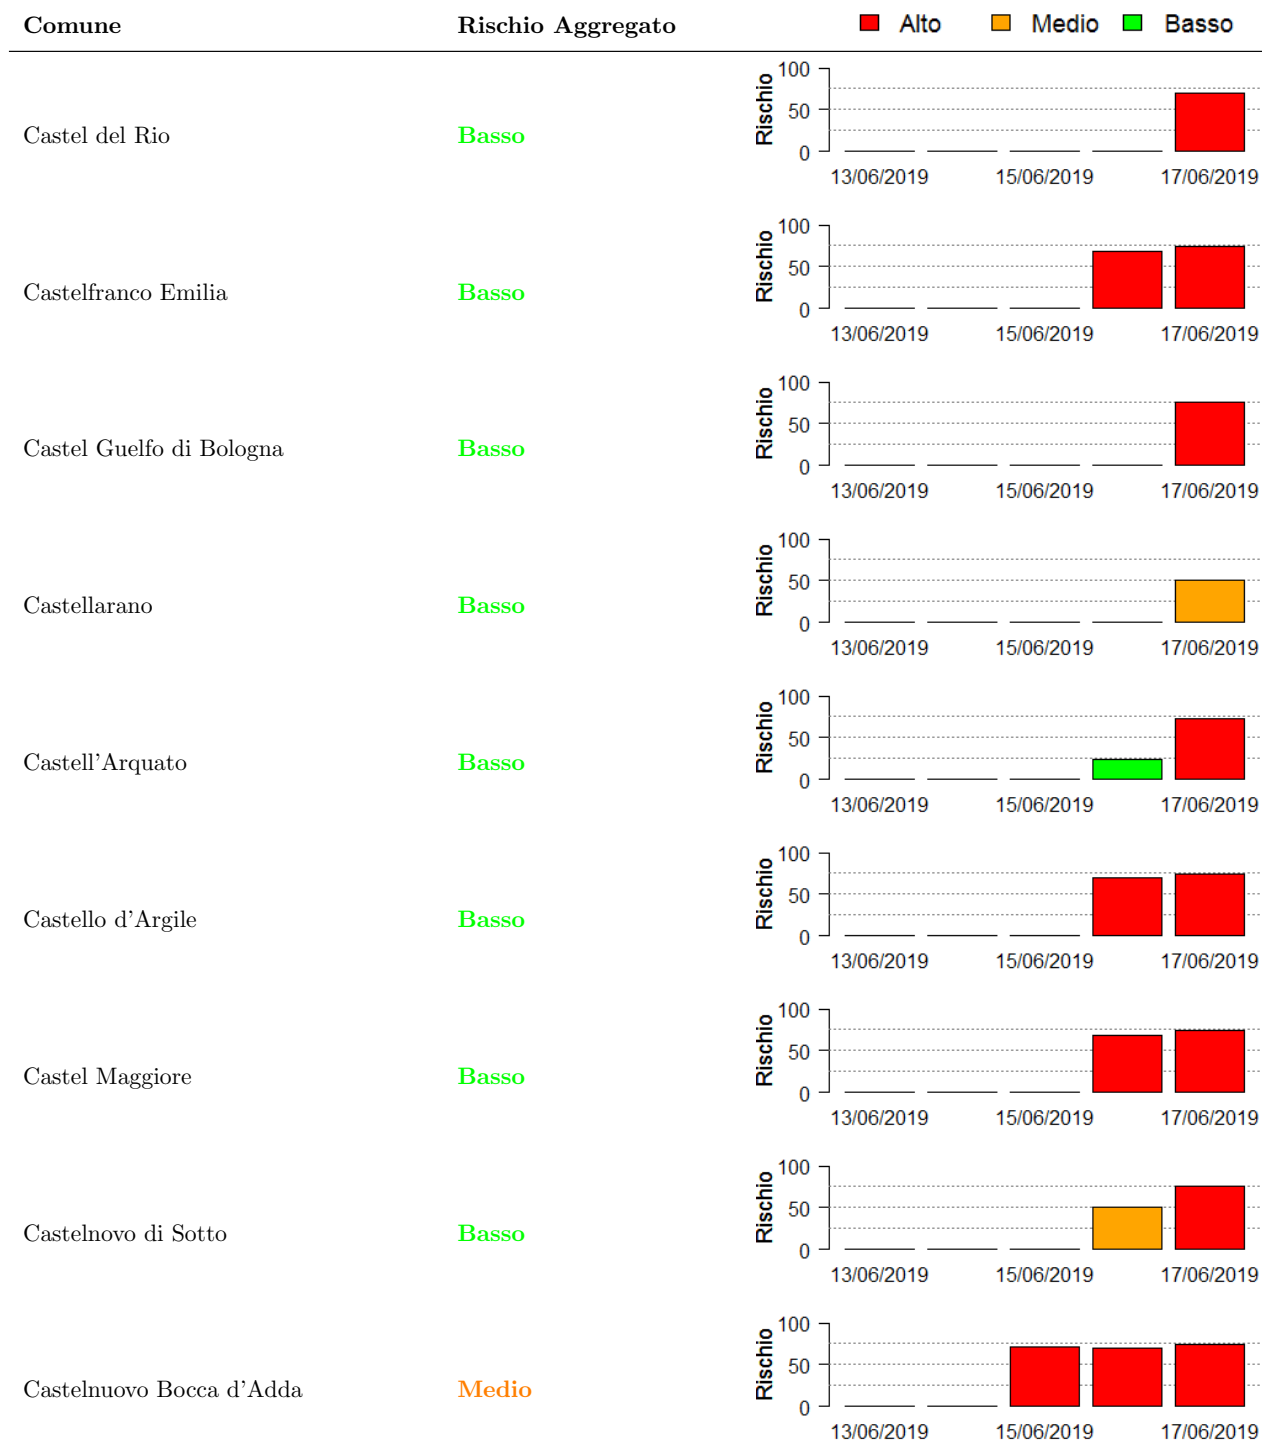 Comune Rischio Aggregato Alto Medio Basso
Castel del Rio Basso Rischio 100 50 0
13/06/2019 15/06/2019 17/06/2019
Castelfranco Emilia Basso Rischio 100 50 0
13/06/2019 15/06/2019 17/06/2019
Castel Guelfo di Bologna Basso Rischio 100 50 0
13/06/2019 15/06/2019 17/06/2019
Castellarano Basso Rischio 100 50 0
13/06/2019 15/06/2019 17/06/2019
Castell'Arquato Basso Rischio 100 50 0
13/06/2019 15/06/2019 17/06/2019
Castello d'Argile Basso Rischio 100 50 0
13/06/2019 15/06/2019 17/06/2019
Castel Maggiore Basso Rischio 100 50 0
13/06/2019 15/06/2019 17/06/2019
Castelnovo di Sotto Basso Rischio 100 50 0
13/06/2019 15/06/2019 17/06/2019
Castelnuovo Bocca d'Adda Medio Rischio 100 50 0
13/06/2019 15/06/2019 17/06/2019